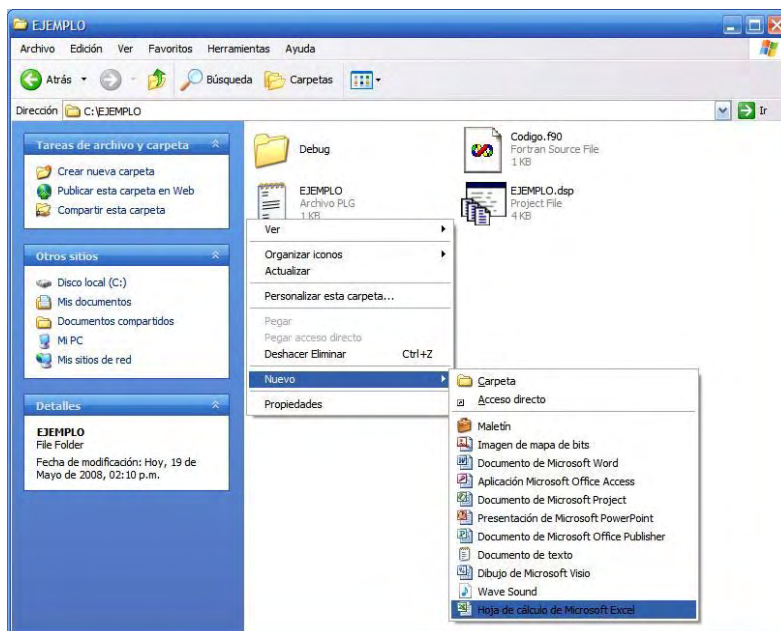 EJEMPLO
Archivo Edición Ver Favoritos Herramientas Ayuda
Atrás Búsqueda Carpetas
Dirección C:\EJEMPLO Ir
Tareas de archivo y carpeta
Crear nueva carpeta
Publicar esta carpeta en Web
Compartir esta carpeta
Otros sitios
Disco local (C:)
Mis documentos
Documentos compartidos
Mi PC
Mis sitios de red
Detalles
EJEMPLO
File Folder
Fecha de modificación: Hoy, 19 de
Mayo de 2008, 02:10 p.m.
Debug
Codigo.f90
Fortran Source File
1 KB
EJEMPLO
Archivo PLG
1 KB
EJEMPLO.dsp
Project File
4 KB
Ver
Organizar iconos
Actualizar
Personalizar esta carpeta...
Pegar
Pegar acceso directo
Deshacer Eliminar Ctrl+Z
Nuevo
Propiedades
Carpeta
Acceso directo
Maletín
Imagen de mapa de bits
Documento de Microsoft Word
Aplicación Microsoft Office Access
Documento de Microsoft Project
Presentación de Microsoft PowerPoint
Documento de Microsoft Office Publisher
Documento de texto
Dibujo de Microsoft Visio
Wave Sound
Hoja de cálculo de Microsoft Excel